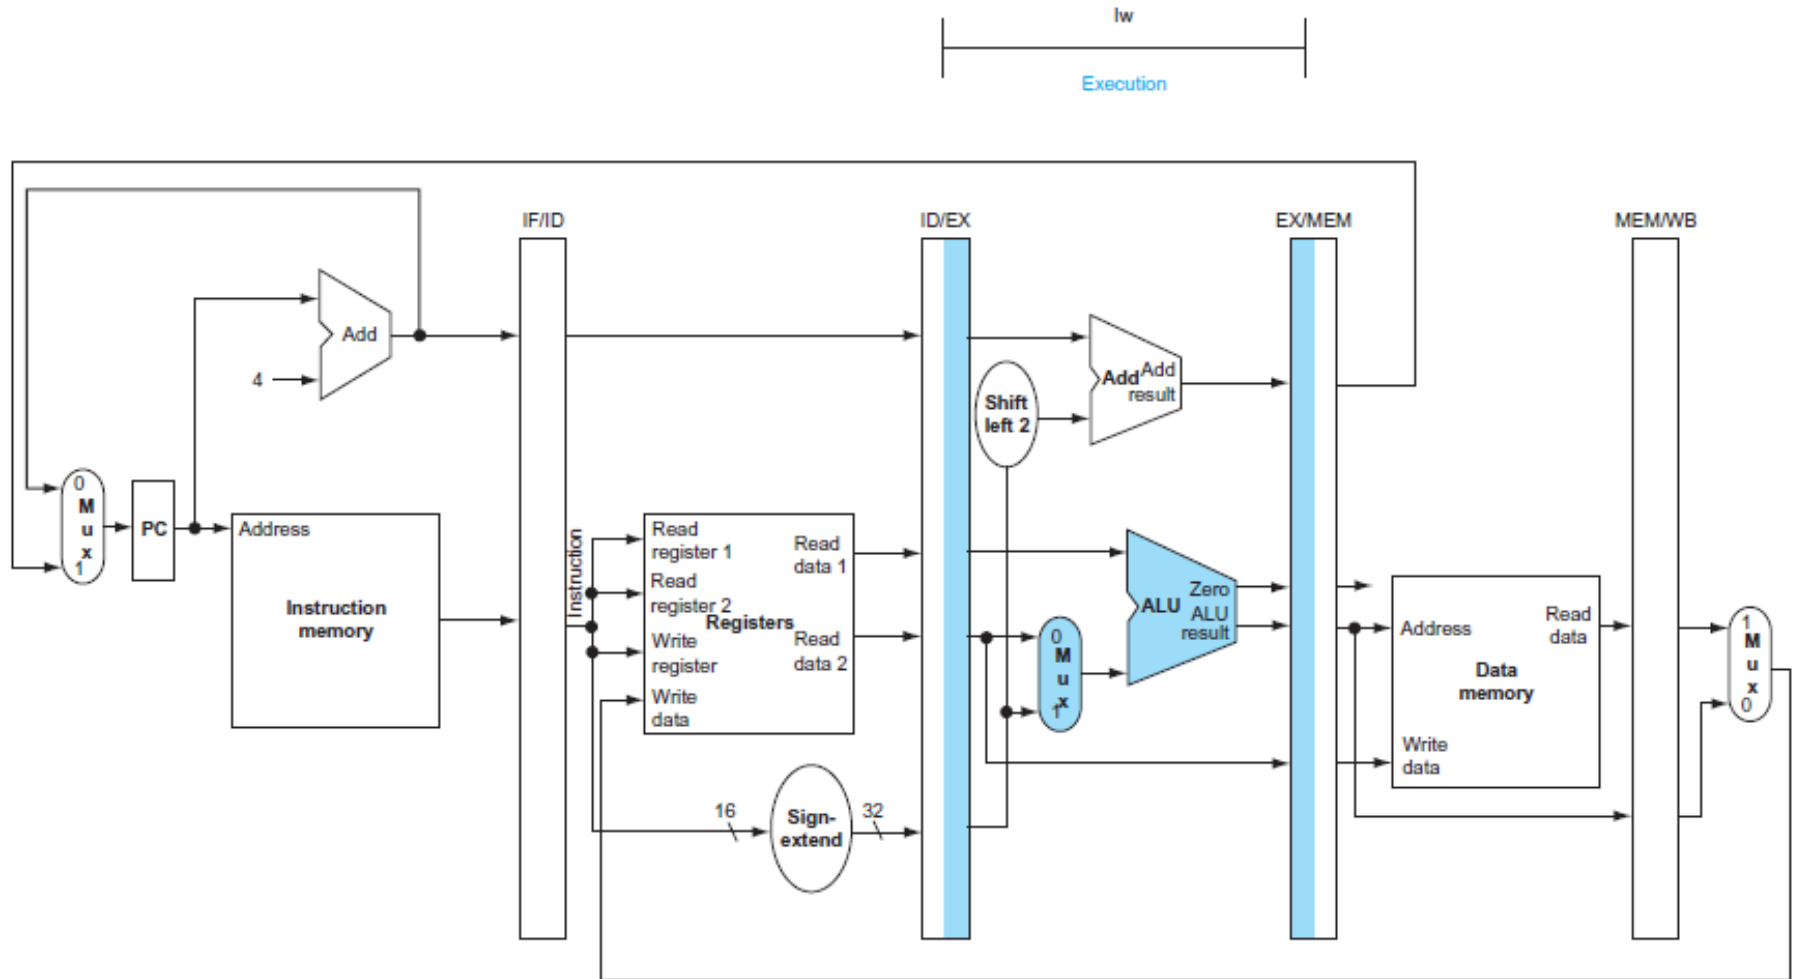 lw
Execution
IF/ID
ID/EX
EX/MEM
MEM/WB
Add
4
Add
Add
result
Shift
left 2
0
M
u
x
1
PC
Address
Instruction
memory
Instruction
Read
register 1
Read
register 2
Write
register
Write
data
Registers
Read
data 1
Read
data 2
0
M
u
x
1
ALU
Zero
ALU
result
Address
Read
data
Data
memory
Write
data
1
M
u
x
0
16
Sign-
extend
32